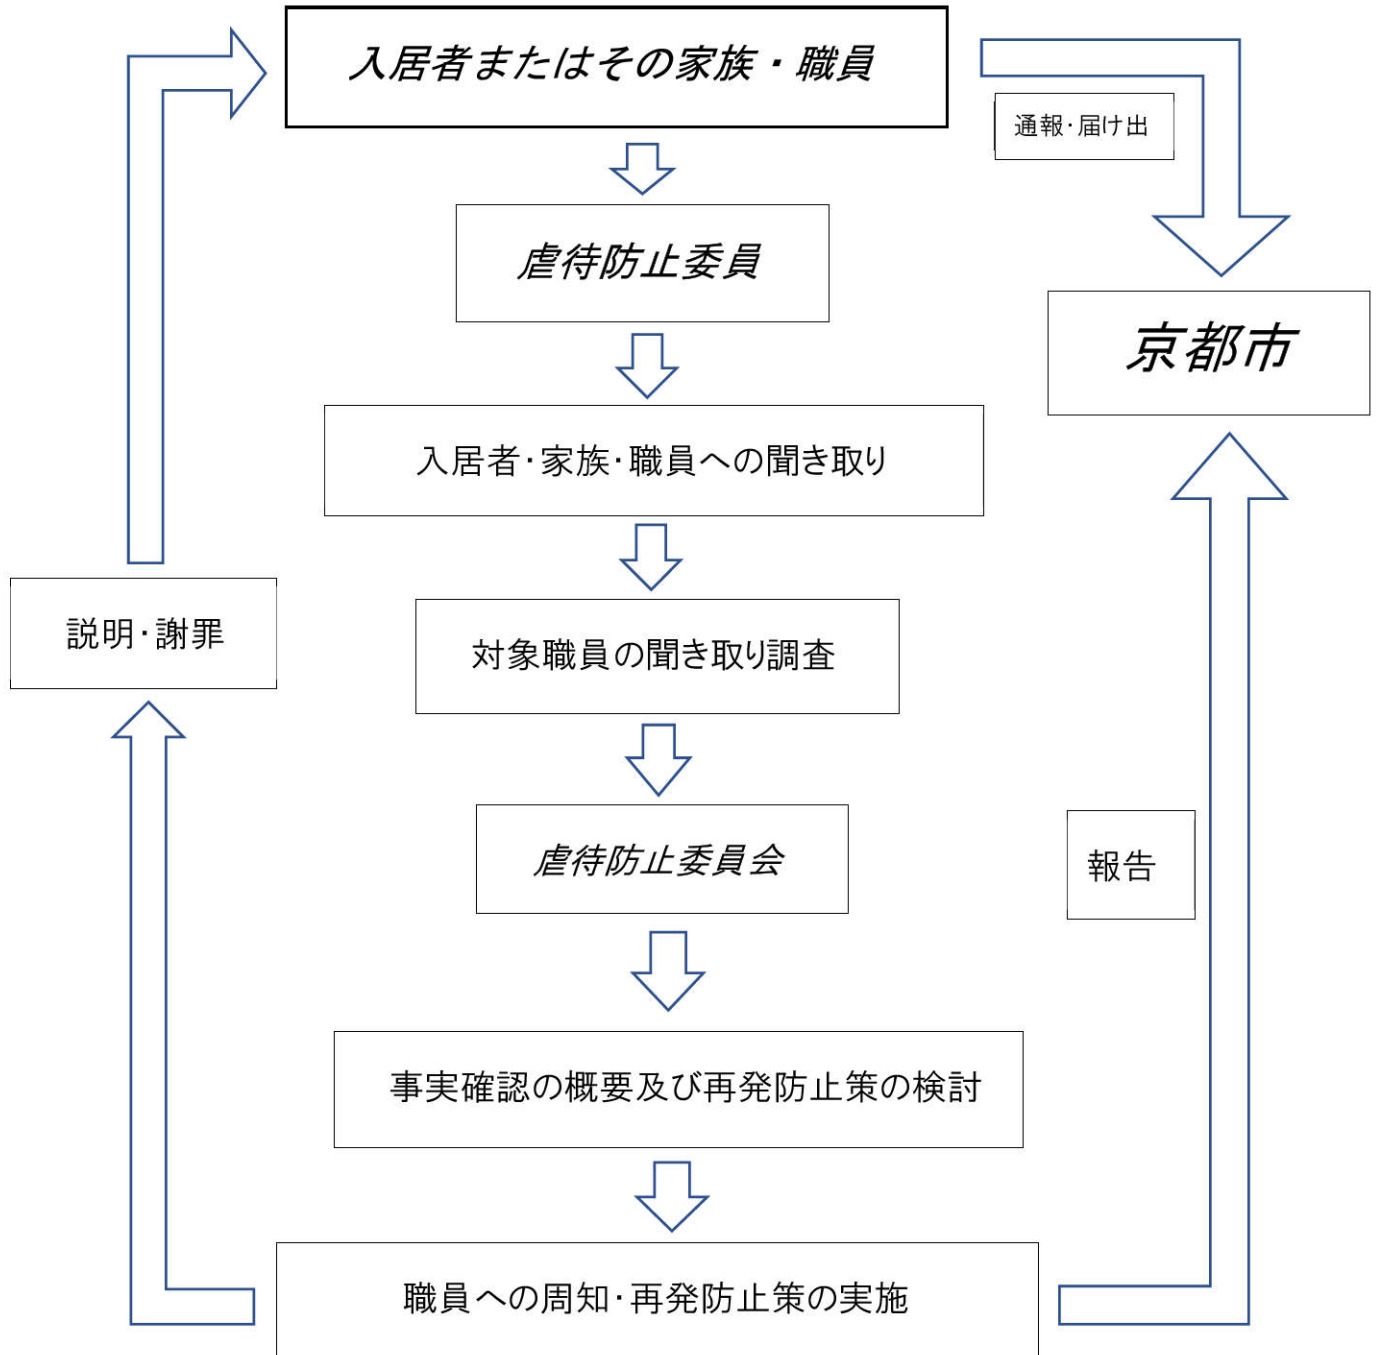 入居者またはその家族・職員
通報・届け出
虐待防止委員
京都市
入居者・家族・職員への聞き取り
説明・謝罪
対象職員の聞き取り調査
虐待防止委員会
報告
事実確認の概要及び再発防止策の検討
職員への周知・再発防止策の実施